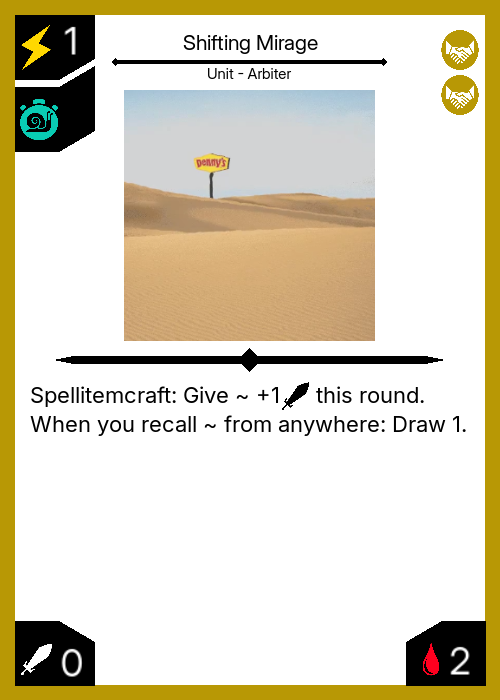 1
Shifting Mirage
Unit - Arbiter
Denny's
Spellitemcraft: Give ~ +1 this round.
When you recall ~ from anywhere: Draw 1.
0
2